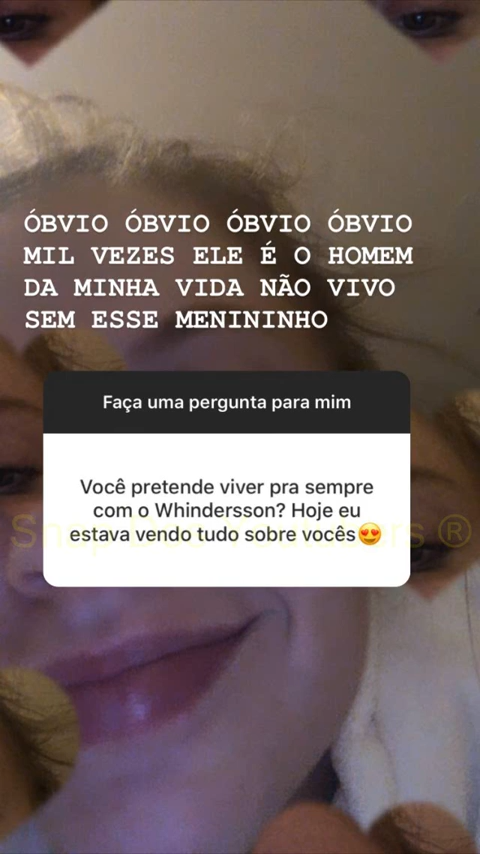 ÓBVIO ÓBVIO ÓBVIO ÓBVIO
MIL VEZES ELE É O HOMEM
DA MINHA VIDA NÃO VIVO
SEM ESSE MENININHO
Faça uma pergunta para mim
Você pretende viver pra sempre
com o Whindersson? Hoje eu
estava vendo tudo sobre vocês😍